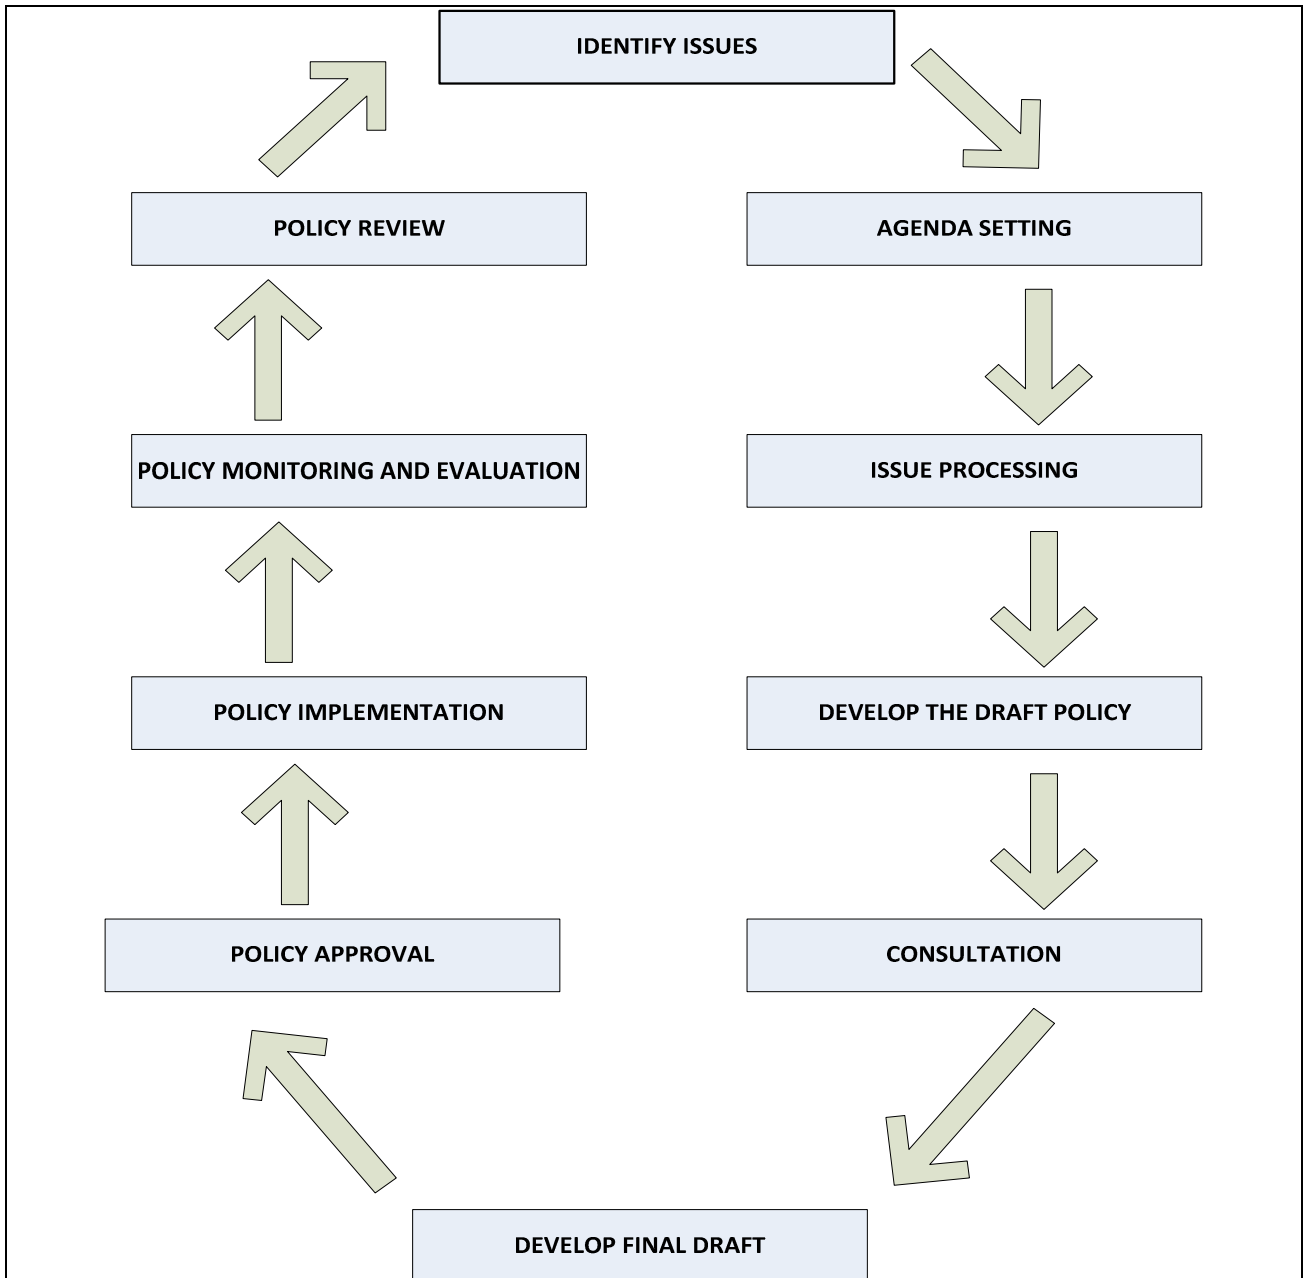 IDENTIFY ISSUES
POLICY REVIEW
AGENDA SETTING
POLICY MONITORING AND EVALUATION
ISSUE PROCESSING
POLICY IMPLEMENTATION
DEVELOP THE DRAFT POLICY
POLICY APPROVAL
CONSULTATION
DEVELOP FINAL DRAFT